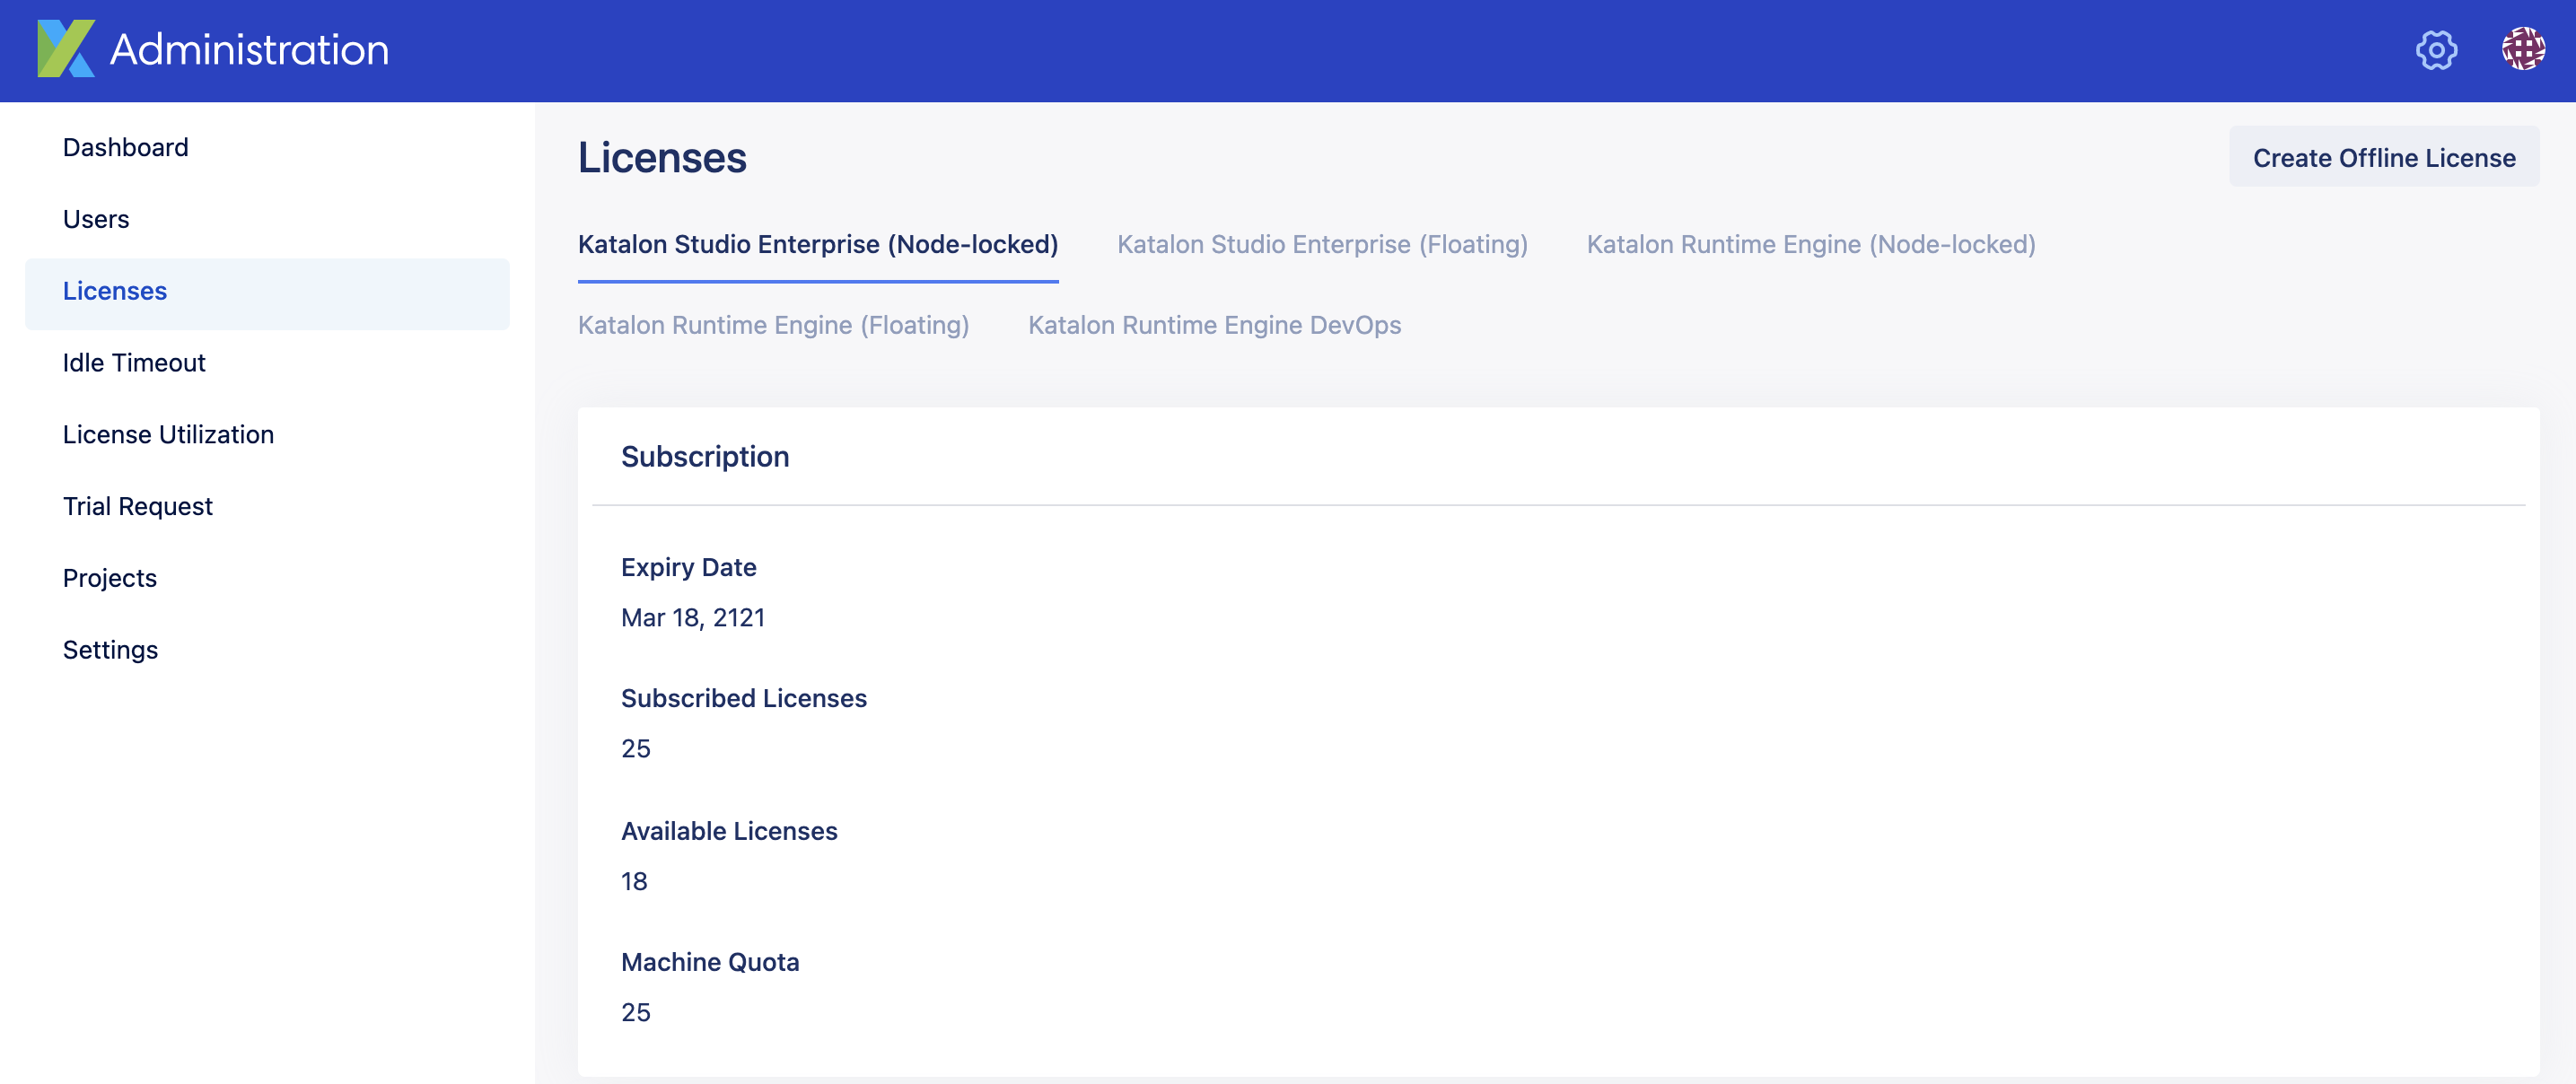 Administration
Dashboard
Users
Licenses
Idle Timeout
License Utilization
Trial Request
Projects
Settings
Licenses
Create Offline License
Katalon Studio Enterprise (Node-locked)
Katalon Studio Enterprise (Floating)
Katalon Runtime Engine (Node-locked)
Katalon Runtime Engine (Floating)
Katalon Runtime Engine DevOps
Subscription
Expiry Date
Mar 18, 2121
Subscribed Licenses
25
Available Licenses
18
Machine Quota
25